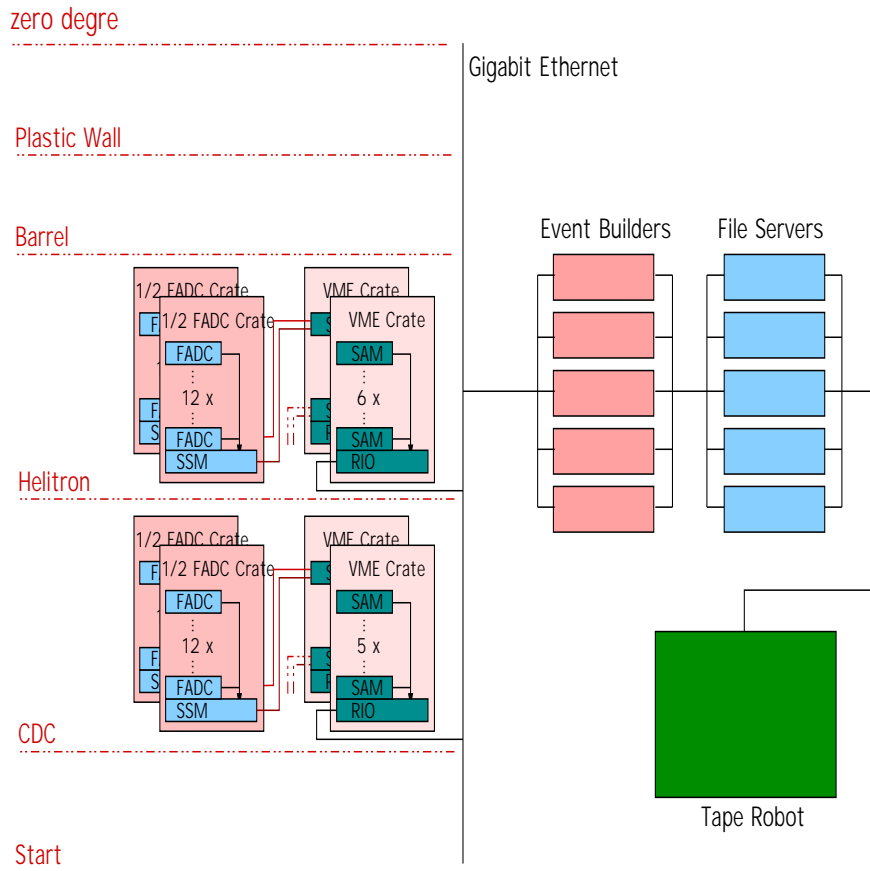 zero degre
Gigabit Ethernet
Plastic Wall
Barrel
Event Builders
File Servers
1/2 FADC Crate
VME Crate
1/2 FADC Crate
VME Crate
FADC
SAM
12 x
6 x
FADC
SAM
SSM
RIO
Helitron
1/2 FADC Crate
VME Crate
1/2 FADC Crate
VME Crate
FADC
SAM
12 x
5 x
FADC
SAM
SSM
RIO
CDC
Tape Robot
Start